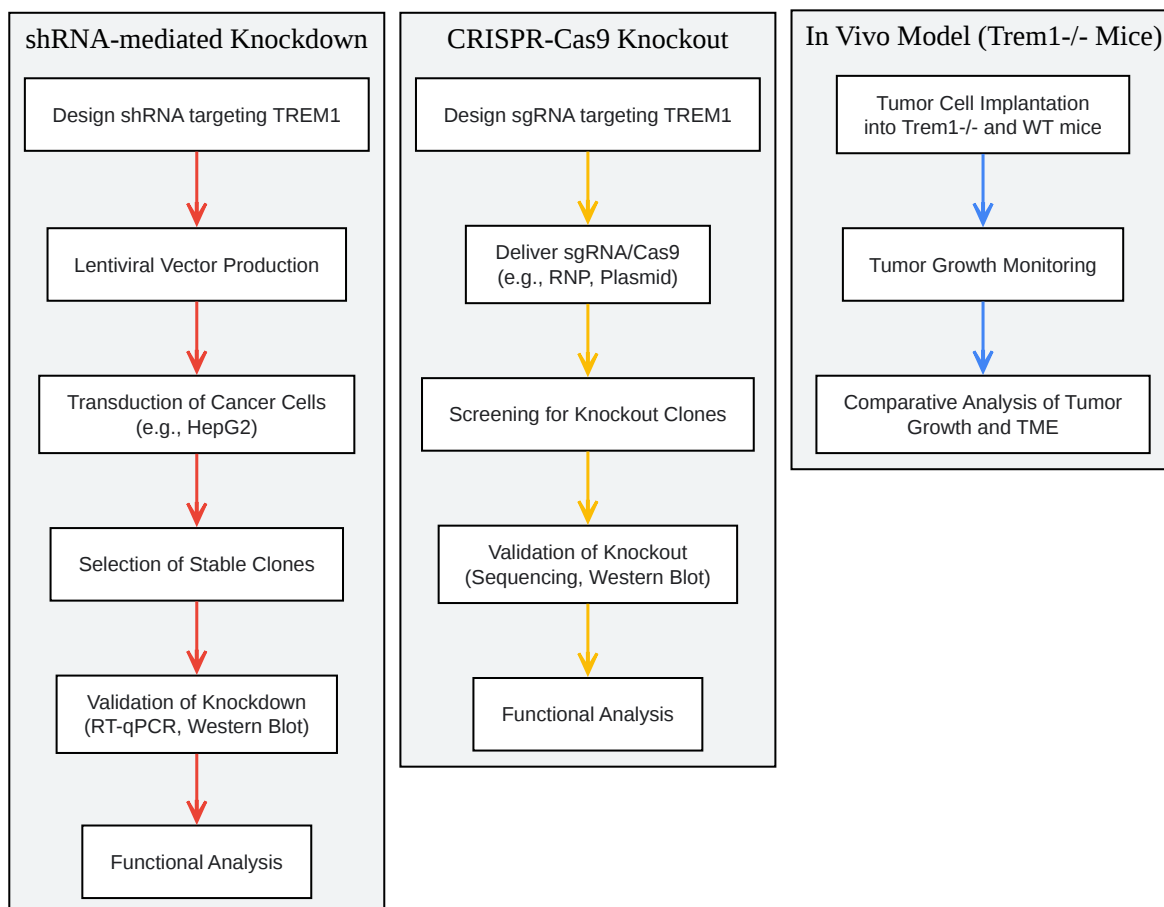 shRNA-mediated Knockdown
Design shRNA targeting TREM1
Lentiviral Vector Production
Transduction of Cancer Cells
(e.g., HepG2)
Selection of Stable Clones
Validation of Knockdown
(RT-qPCR, Western Blot)
Functional Analysis
CRISPR-Cas9 Knockout
Design sgRNA targeting TREM1
Deliver sgRNA/Cas9
(e.g., RNP, Plasmid)
Screening for Knockout Clones
Validation of Knockout
(Sequencing, Western Blot)
Functional Analysis
In Vivo Model (Trem1-/- Mice)
Tumor Cell Implantation
into Trem1-/- and WT mice
Tumor Growth Monitoring
Comparative Analysis of Tumor
Growth and TME